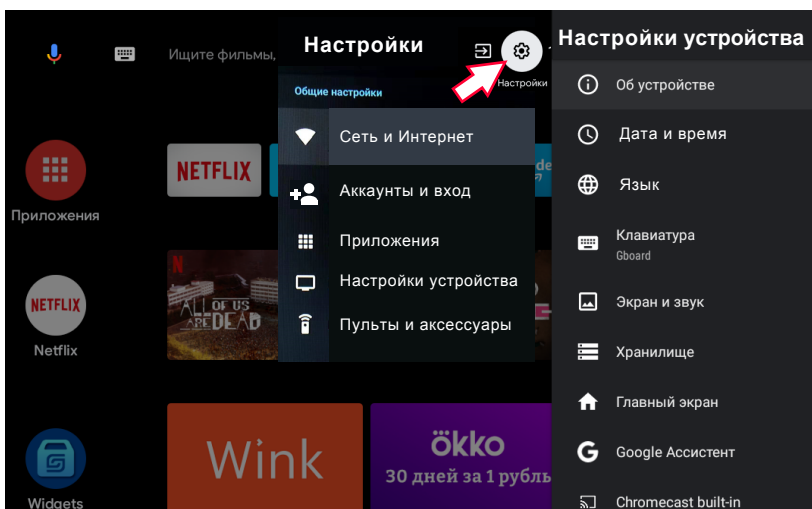 Ищите фильмы,
Приложения
NETFLIX
Netflix
Widgets
NETFLIX
N
ALL OF US
ARE DEAD
Wink
ökko
30 дней за 1 рубль
Настройки
Настройки
Общие настройки
Сеть и Интернет
Аккаунты и вход
Приложения
Настройки устройства
Пульты и аксессуары
Настройки устройства
Об устройстве
Дата и время
Язык
Клавиатура
Gboard
Экран и звук
Хранилище
Главный экран
G
Google Ассистент
Chromecast built-in